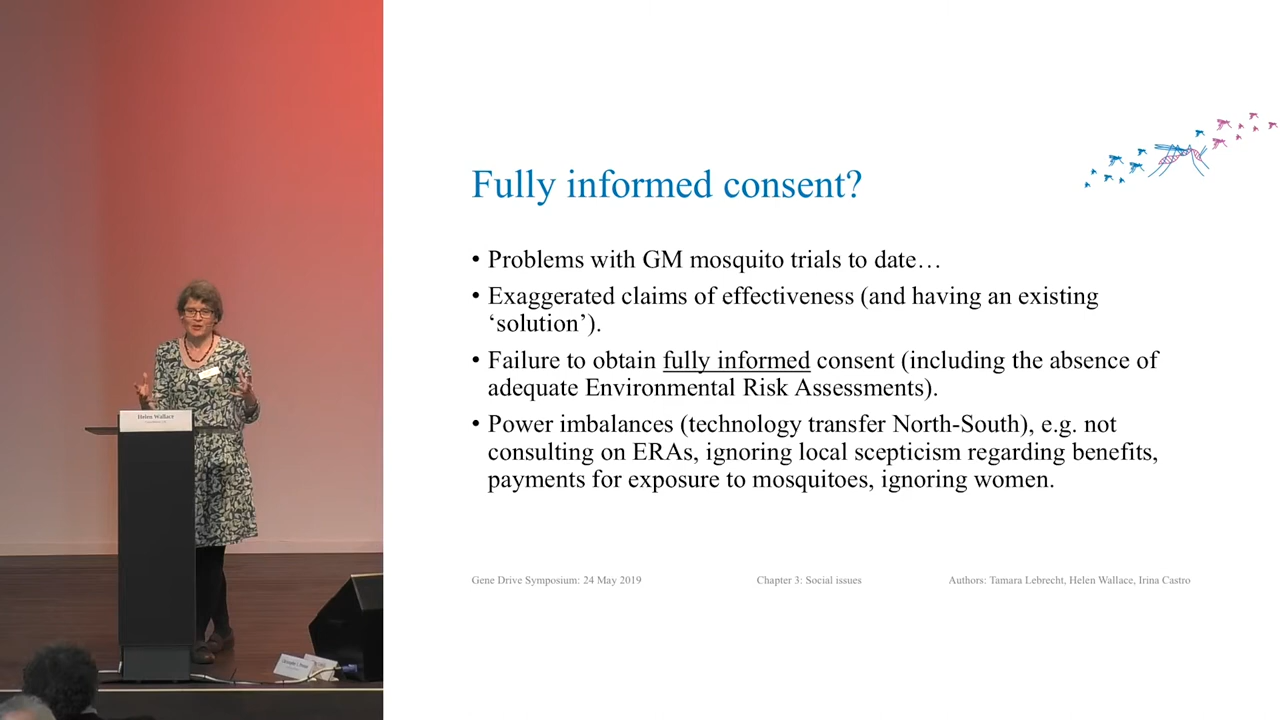 Fully informed consent?
• Problems with GM mosquito trials to date…
• Exaggerated claims of effectiveness (and having an existing
‘solution’).
• Failure to obtain fully informed consent (including the absence of
adequate Environmental Risk Assessments).
• Power imbalances (technology transfer North-South), e.g. not
consulting on ERAs, ignoring local scepticism regarding benefits,
payments for exposure to mosquitoes, ignoring women.
Helen Wallace
Gene Drive Symposium: 24 May 2019
Chapter 3: Social issues
Authors: Tamara Lebrecht, Helen Wallace, Irina Castro